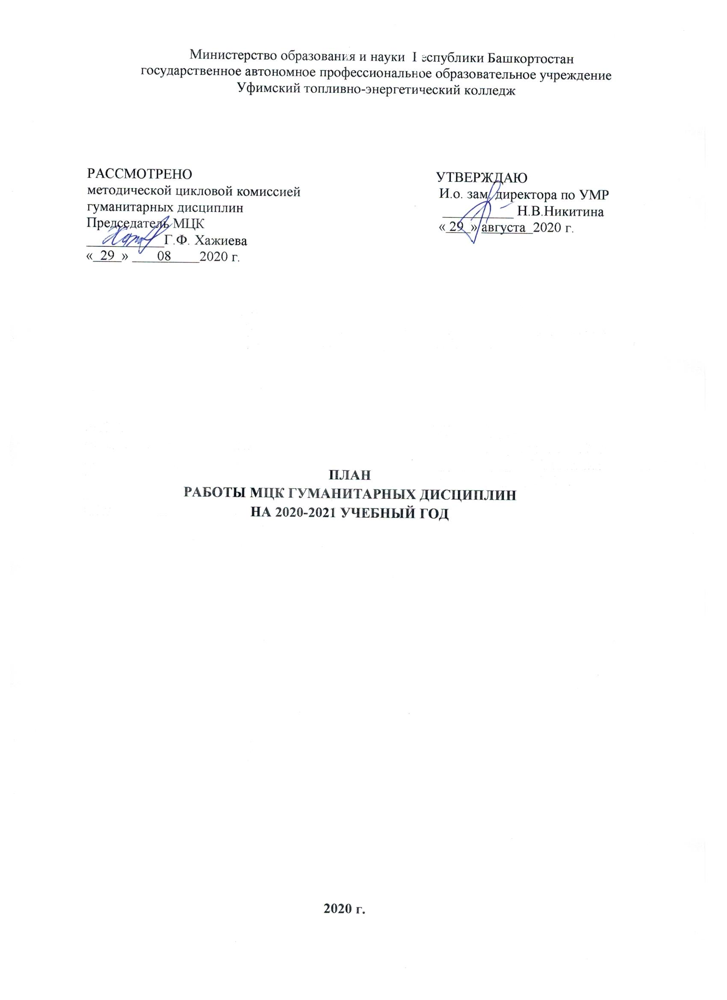 Министерство образования и науки Республики Башкортостан
государственное автономное профессиональное образовательное учреждение
Уфимский топливно-энергетический колледж
РАССМОТРЕНО
методической цикловой комиссией
гуманитарных дисциплин
Председатель МЦК
____________Г.Ф. Хажиева
«_29_» ____08____2020 г.
УТВЕРЖДАЮ
И.о. зам. директора по УМР
___________ Н.В.Никитина
«_29_» августа_2020 г.
ПЛАН
РАБОТЫ МЦК ГУМАНИТАРНЫХ ДИСЦИПЛИН
НА 2020-2021 УЧЕБНЫЙ ГОД
2020 г.